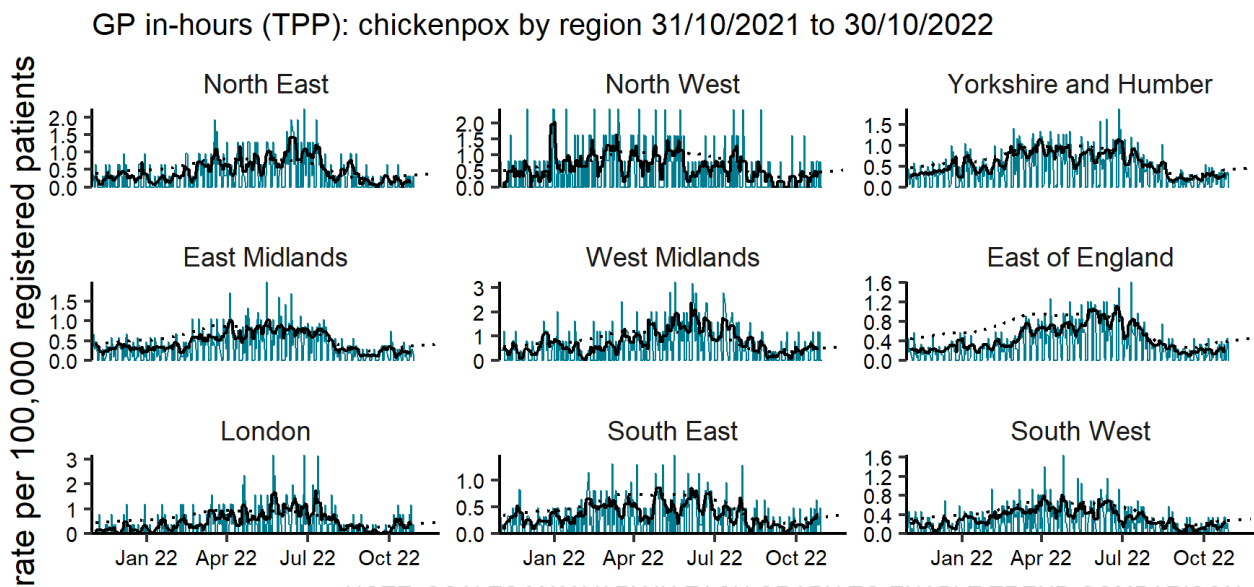 GP in-hours (TPP): chickenpox by region 31/10/2021 to 30/10/2022
rate per 100,000 registered patients
North East
2.0
1.5
1.0
0.5
0.0
North West
2.0
1.5
1.0
0.5
0.0
Yorkshire and Humber
1.5
1.0
0.5
0.0
East Midlands
1.5
1.0
0.5
0.0
West Midlands
3
2
1
0
East of England
1.6
1.2
0.8
0.4
0.0
London
3
2
1
0
Jan 22 Apr 22 Jul 22 Oct 22
South East
1.0
0.5
0.0
Jan 22 Apr 22 Jul 22 Oct 22
South West
1.6
1.2
0.8
0.4
0.0
Jan 22 Apr 22 Jul 22 Oct 22